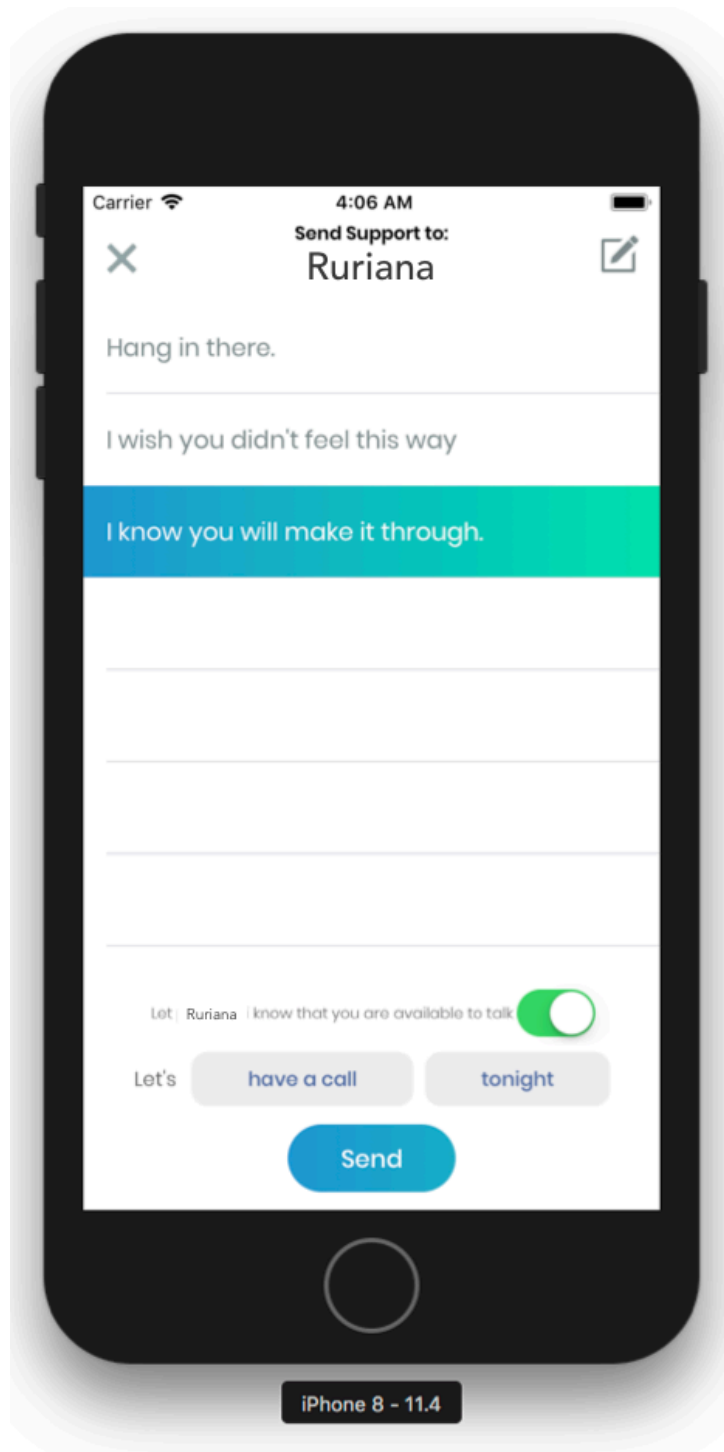 Carrier 4:06 AM
Send Support to:
Ruriana
Hang in there.
I wish you didn't feel this way
I know you will make it through.
Let Ruriana know that you are available to talk
Let's have a call tonight
Send
iPhone 8 - 11.4